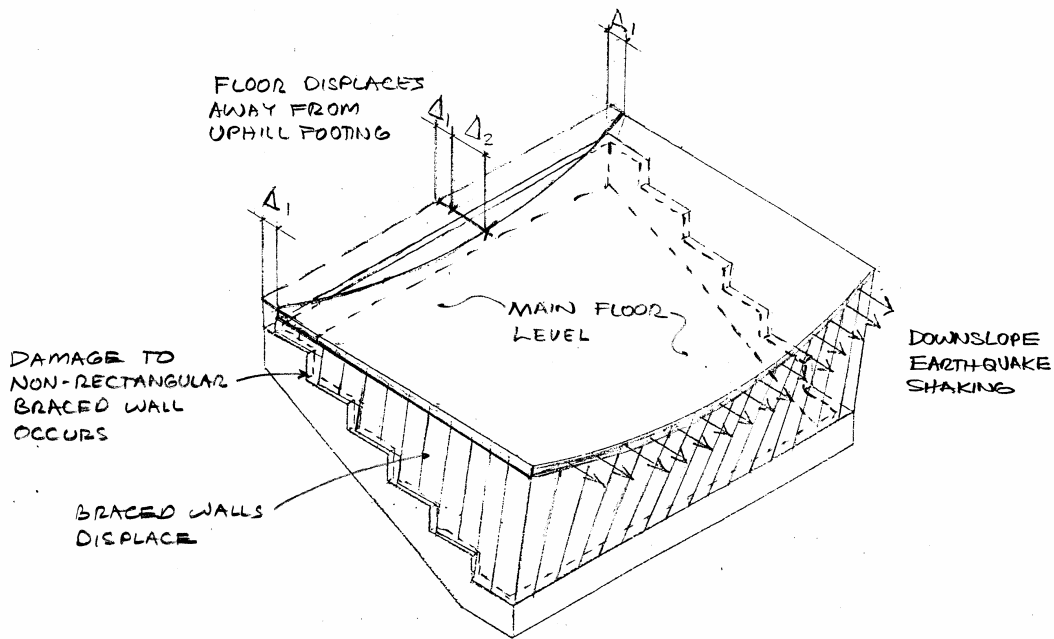 Δ1
FLOOR DISPLACES
AWAY FROM
UPHILL FOOTING
Δ1
Δ2
Δ1
MAIN FLOOR
LEVEL
DOWNSLOPE
EARTHQUAKE
SHAKING
DAMAGE TO
NON-RECTANGULAR
BRACED WALL
OCCURS
BRACED WALLS
DISPLACE